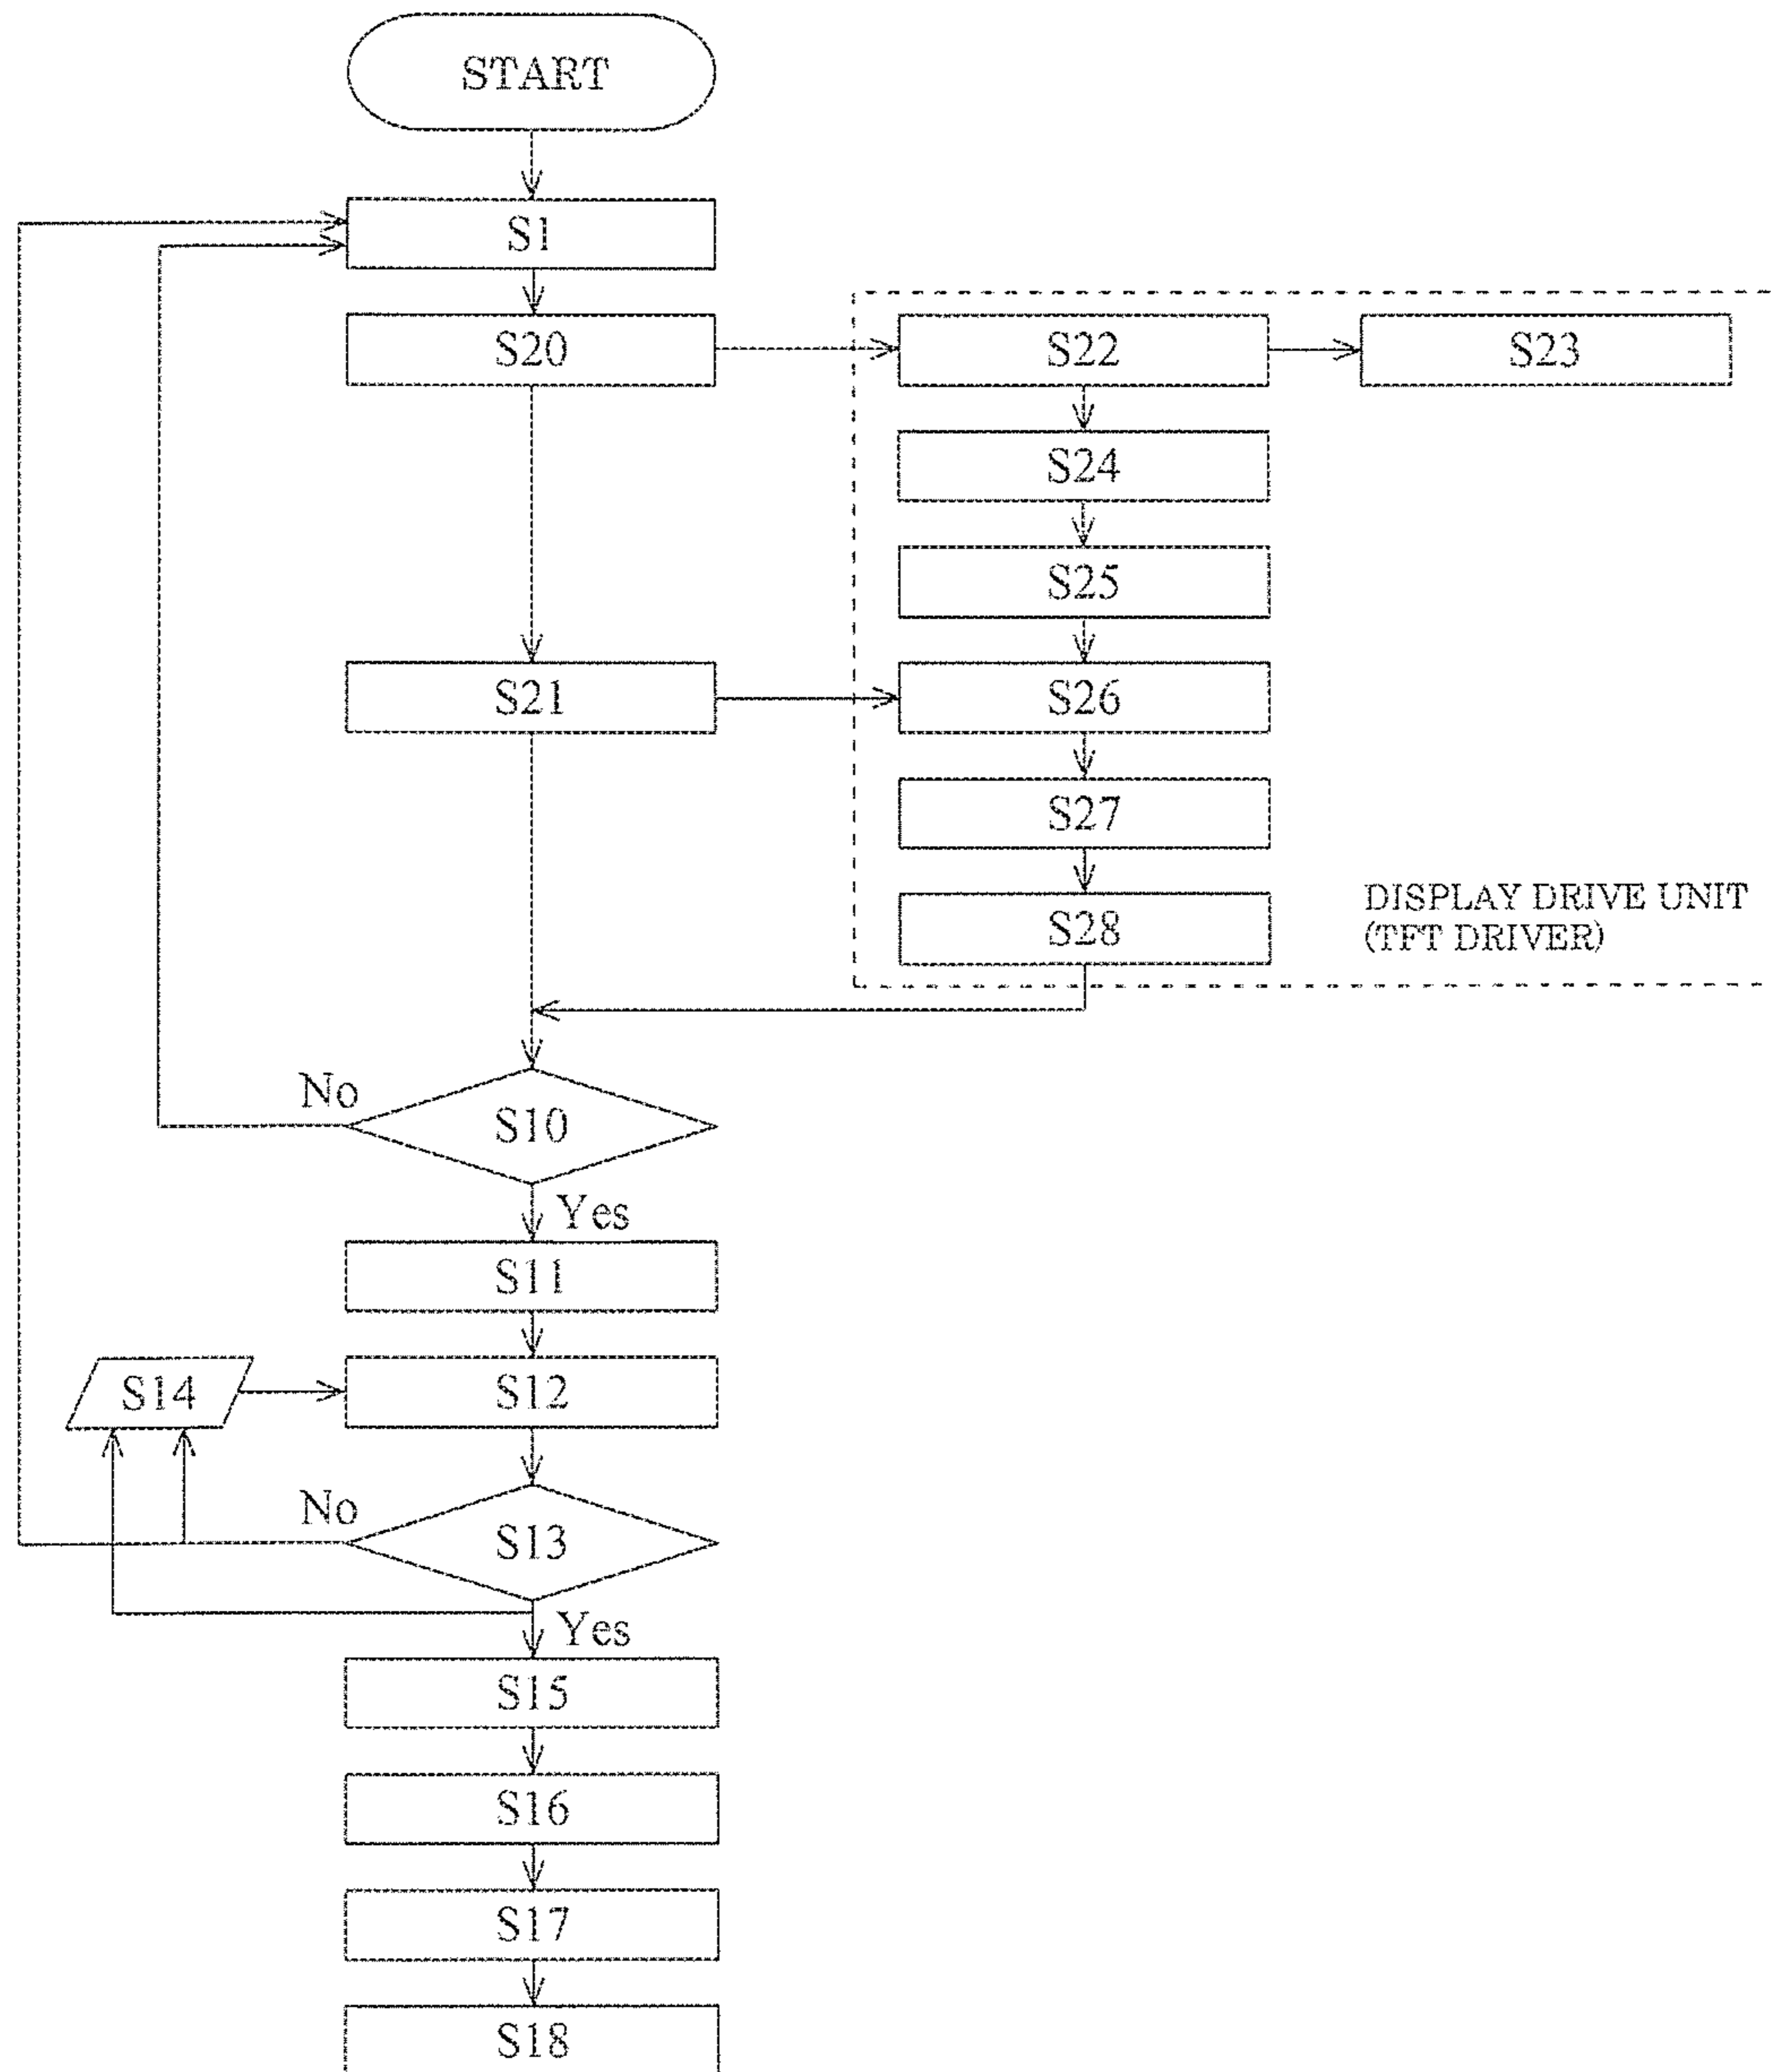 START
S1
S20
S22
S23
S24
S25
S21
S26
S27
S28
DISPLAY DRIVE UNIT
(TFT DRIVER)
No
S10
Yes
S11
S14
S12
No
S13
Yes
S15
S16
S17
S18